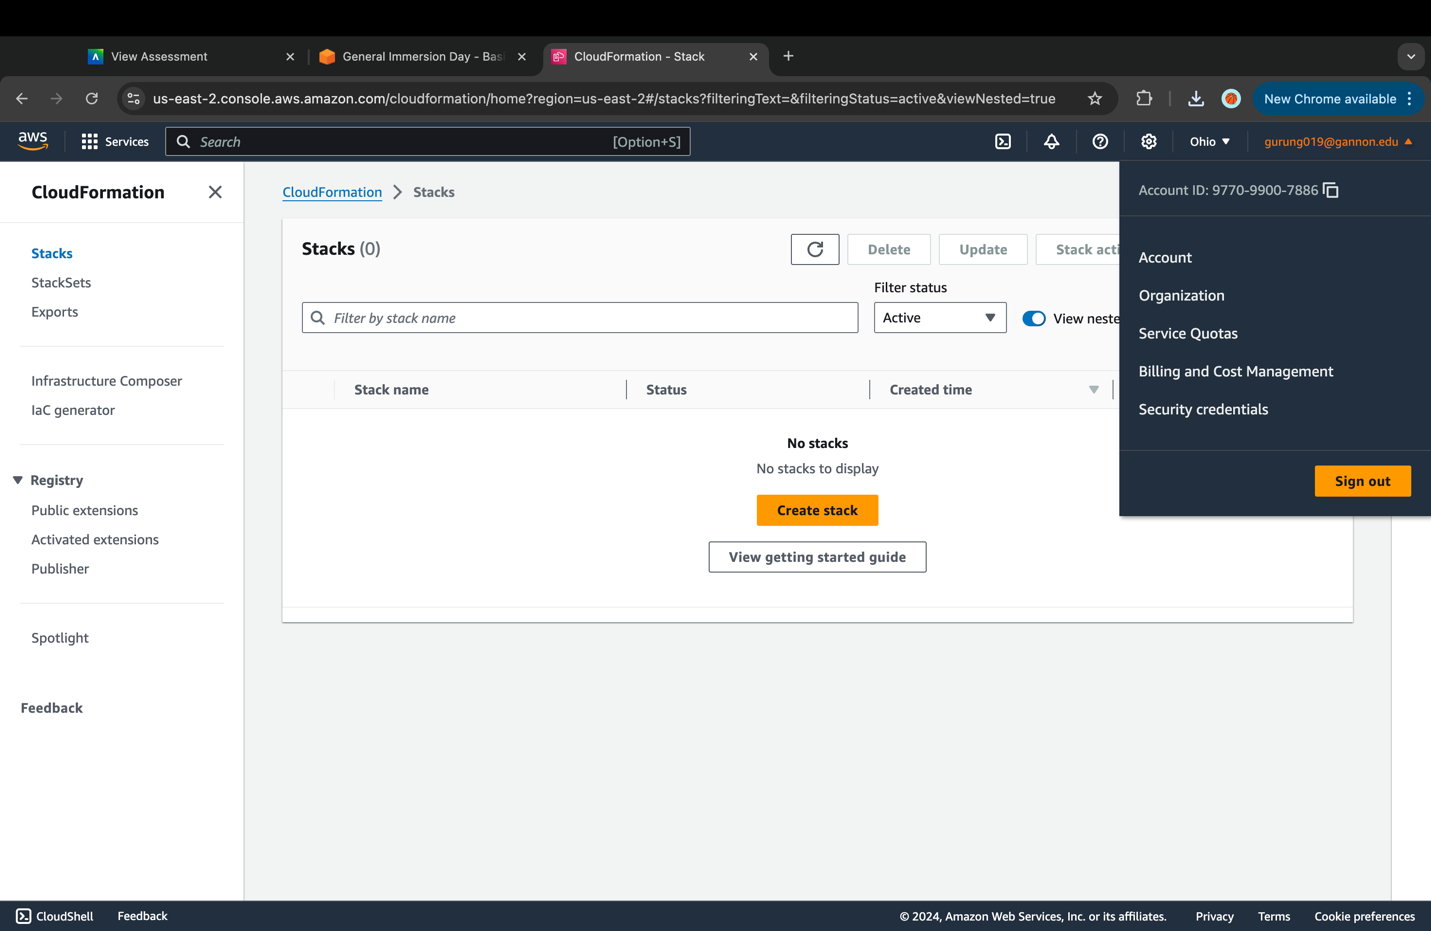 View Assessment
General Immersion Day - Bas
CloudFormation - Stack
us-east-2.console.aws.amazon.com/cloudformation/home?region=us-east-2#/stacks?filteringText=&filteringStatus=active&viewNested=true
New Chrome available
aws
Services
Search
[Option+S]
Ohio
gurung019@gannon.edu
CloudFormation
Stacks
StackSets
Exports
Infrastructure Composer
IaC generator
Registry
Public extensions
Activated extensions
Publisher
Spotlight
Feedback
CloudFormation
Stacks
Stacks (0)
Delete
Update
Stack acti
Filter status
Filter by stack name
Active
View neste
Stack name
Status
Created time
No stacks
No stacks to display
Create stack
View getting started guide
Account ID: 9770-9900-7886
Account
Organization
Service Quotas
Billing and Cost Management
Security credentials
Sign out
CloudShell
Feedback
© 2024, Amazon Web Services, Inc. or its affiliates.
Privacy
Terms
Cookie preferences